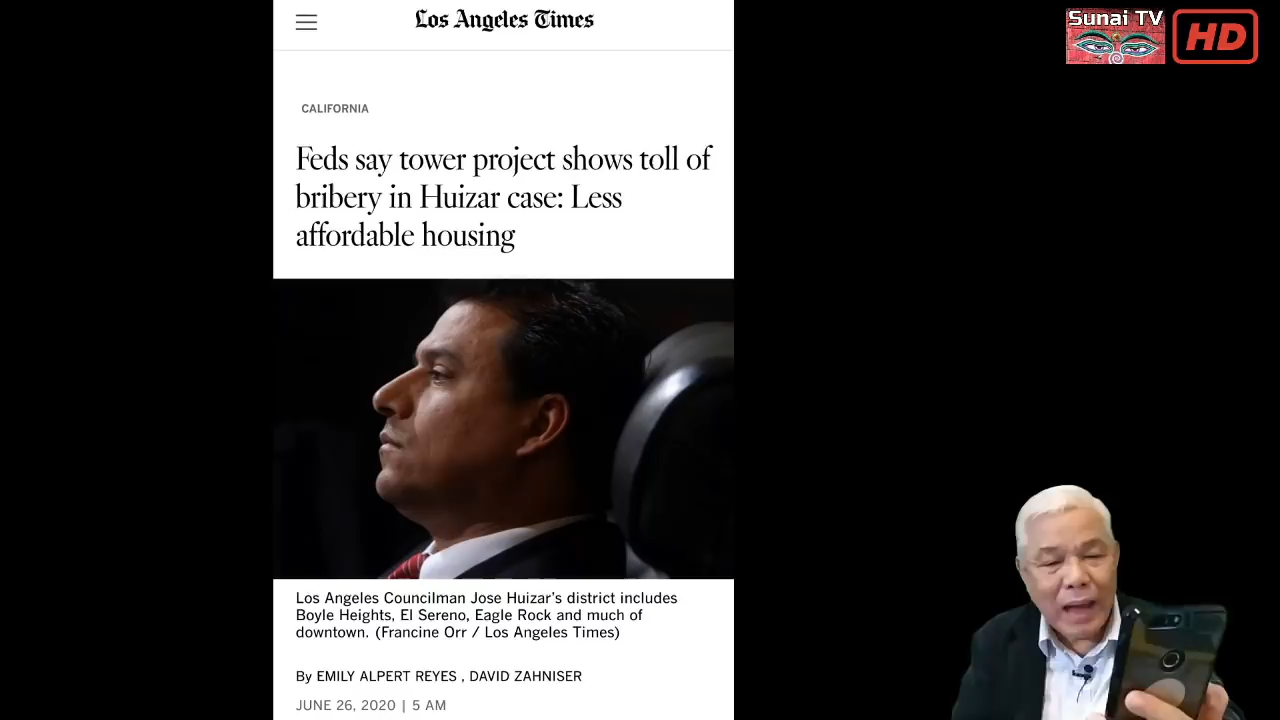 Los Angeles Times
Sunai TV
HD
CALIFORNIA
Feds say tower project shows toll of
bribery in Huizar case: Less
affordable housing
Los Angeles Councilman Jose Huizar’s district includes
Boyle Heights, El Sereno, Eagle Rock and much of
downtown. (Francine Orr / Los Angeles Times)
By EMILY ALPERT REYES , DAVID ZAHNISER
JUNE 26, 2020 | 5 AM